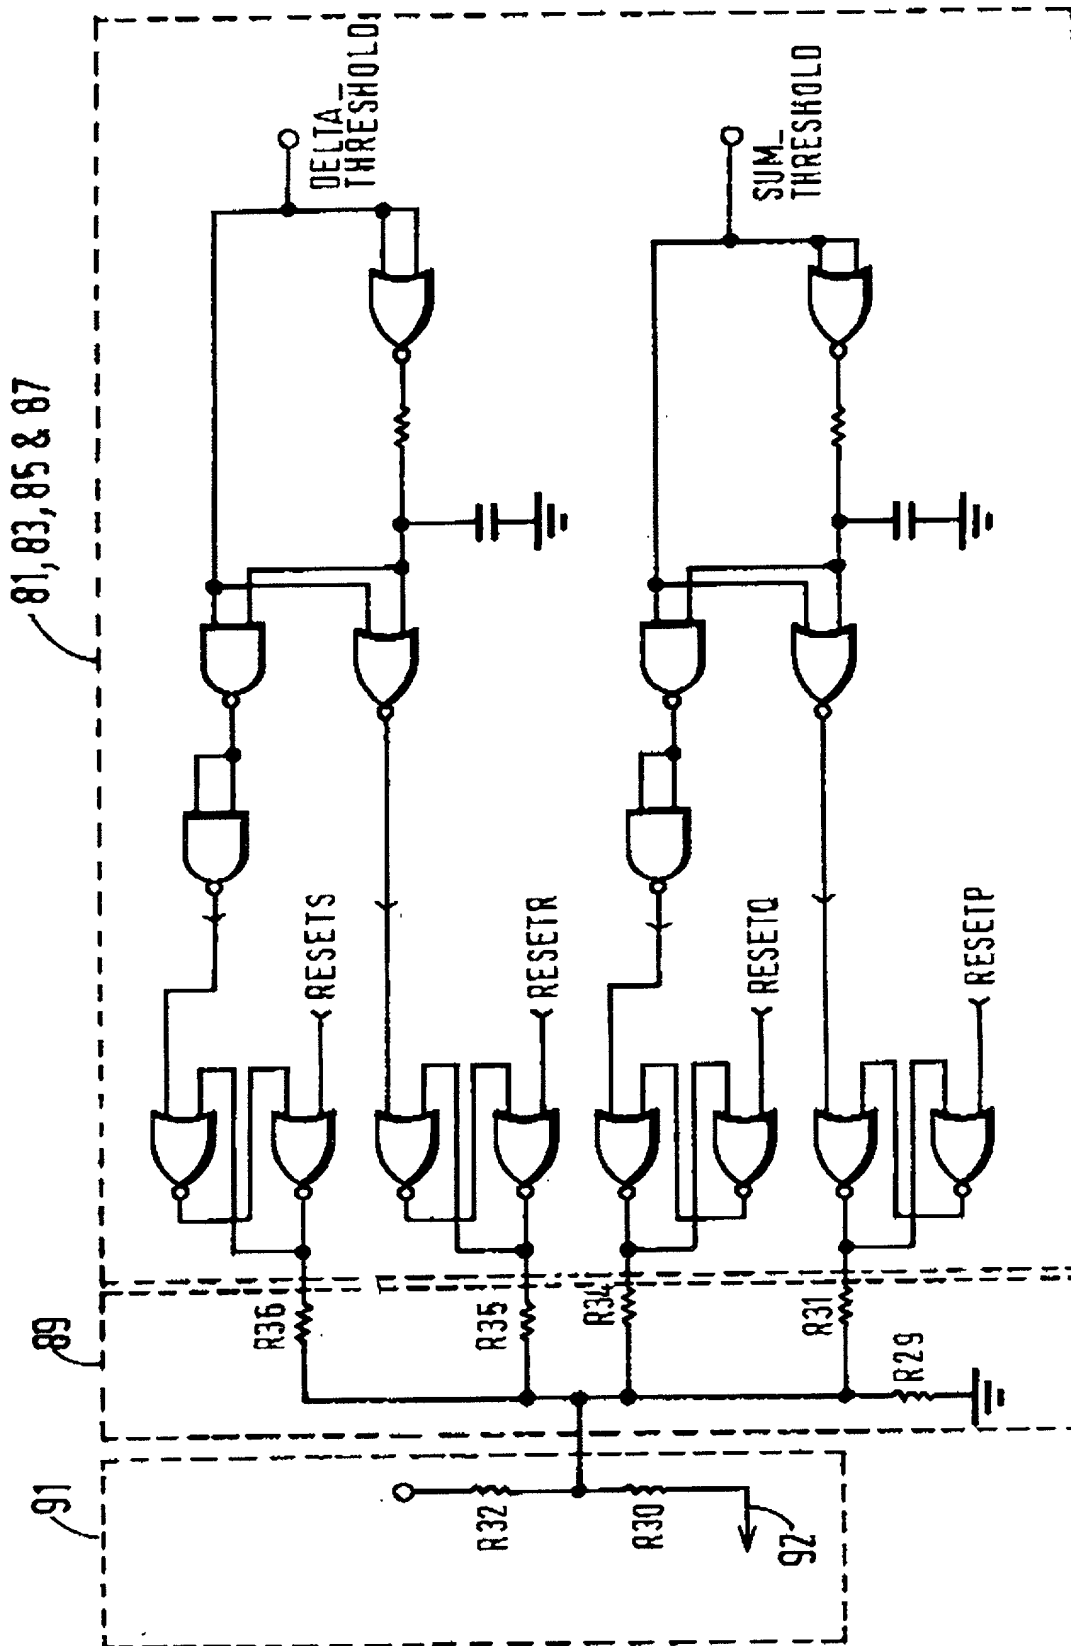 81, 83, 85 & 87
DELTA_
THRESHOLD
SUM_
THRESHOLD
RESETS
RESETR
RESETQ
RESETP
89
R36
R35
R34
R31
R29
91
R32
R30
92